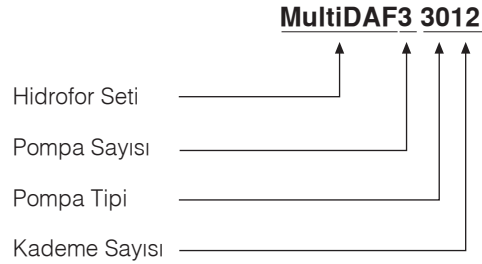 MultiDAF3 3012
Hidrofor Seti
Pompa Sayısı
Pompa Tipi
Kademe Sayısı